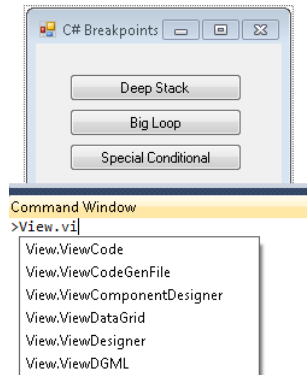 C# Breakpoints
Deep Stack
Big Loop
Special Conditional
Command Window
>View.vi
View.ViewCode
View.ViewCodeGenFile
View.ViewComponentDesigner
View.ViewDataGrid
View.ViewDesigner
View.ViewDGML